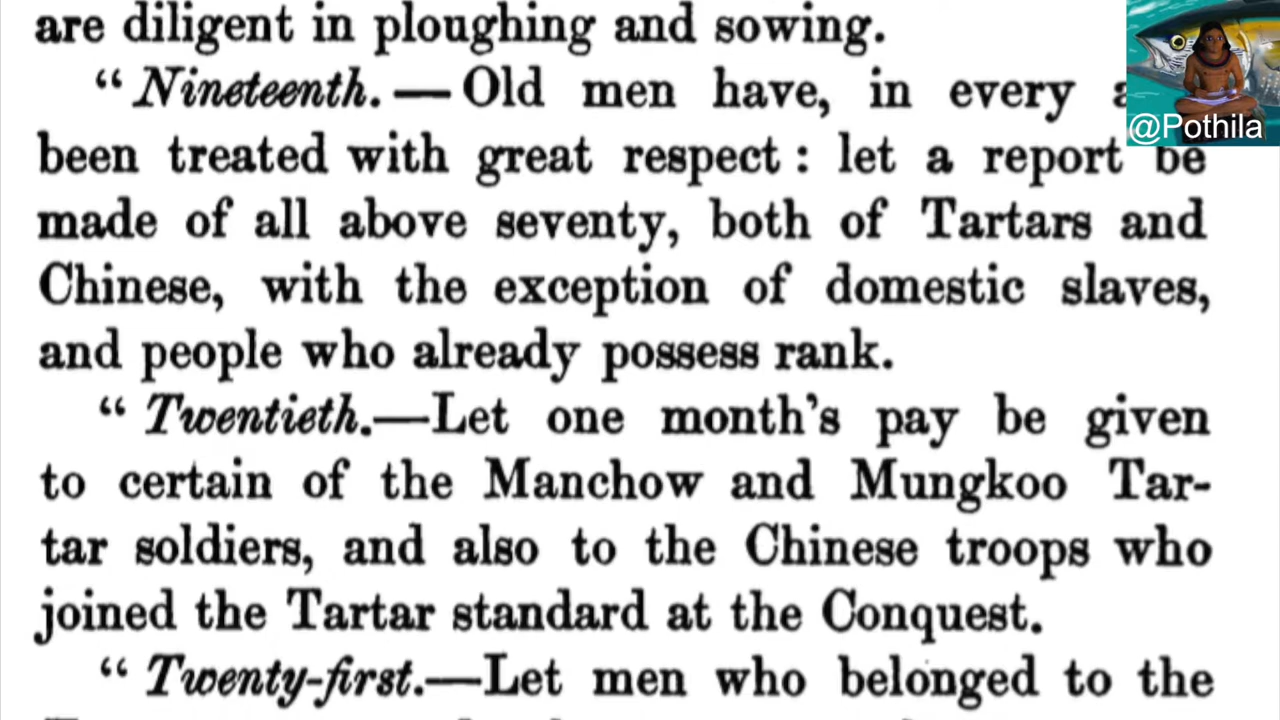 are diligent in ploughing and sowing.
“ Nineteenth. — Old men have, in every
been treated with great respect : let a report be
made of all above seventy, both of Tartars and
Chinese, with the exception of domestic slaves,
and people who already possess rank.
“ Twentieth.—Let one month’s pay be given
to certain of the Manchow and Mungkoo Tar-
tar soldiers, and also to the Chinese troops who
joined the Tartar standard at the Conquest.
“ Twenty-first.—Let men who belonged to the
@Pothila